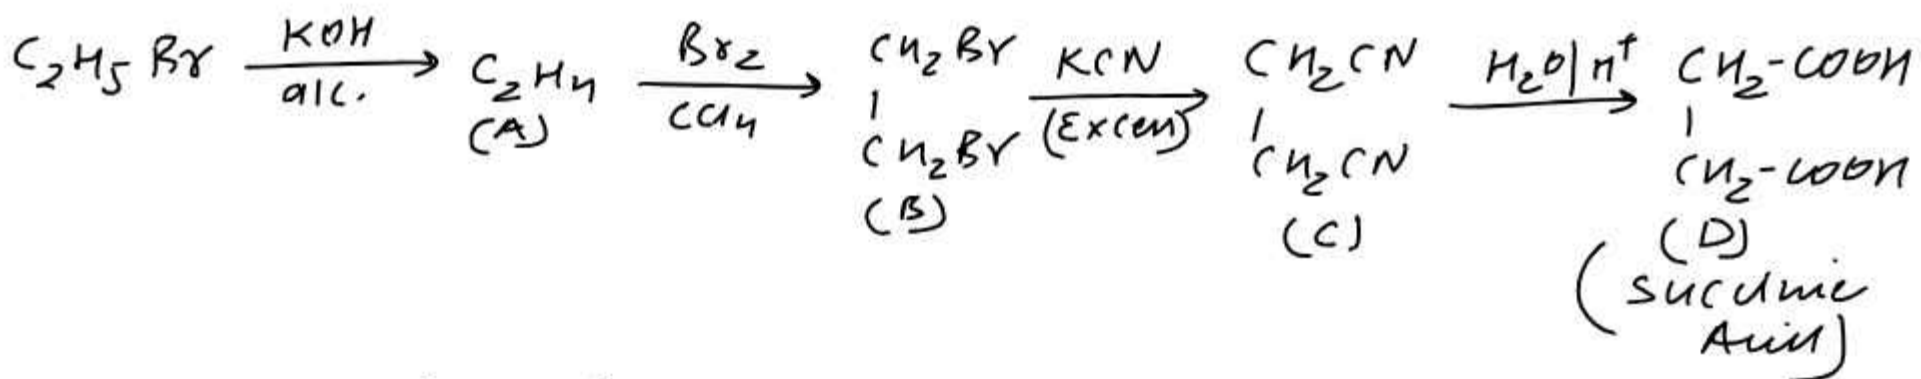 C₂H₅Br —KOH/alc.→ C₂H₄ —Br₂/CCl₄→ CH₂Br–CH₂Br —KCN/(Excess)→ CH₂CN–CH₂CN —H₂O|H⁺→ CH₂-COOH–CH₂-COOH
(A) (B) (C) (D)
(Succinic
Acid)